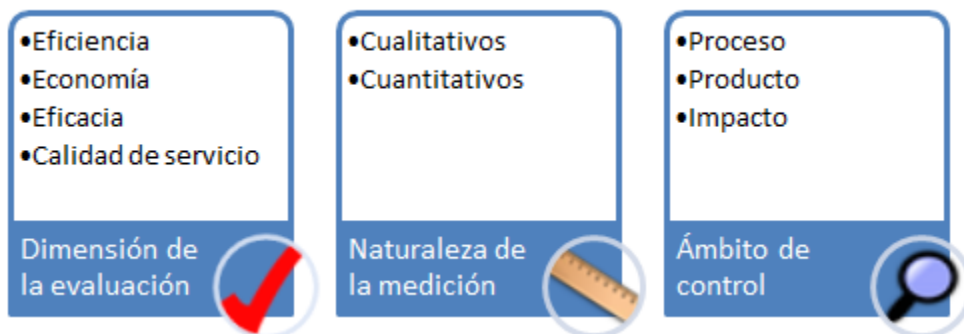 •Eficiencia
•Economía
•Eficacia
•Calidad de servicio
Dimensión de
la evaluación
•Cualitativos
•Cuantitativos
Naturaleza de
la medición
•Proceso
•Producto
•Impacto
Ámbito de
control